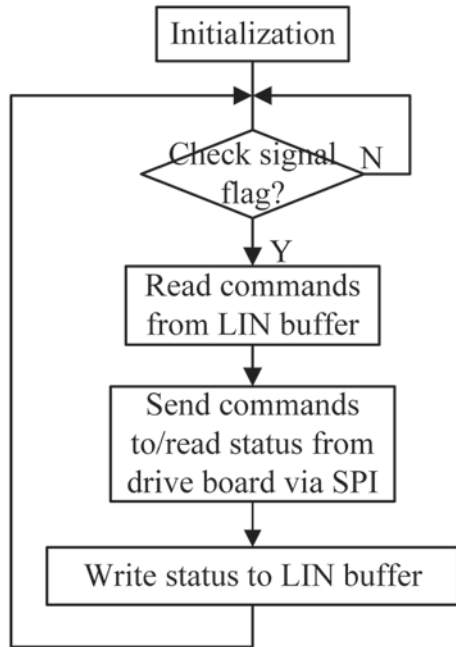 Initialization
Check signal
N
flag?
Y
Read commands
from LIN buffer
Send commands
to/read status from
drive board via SPI
Write status to LIN buffer